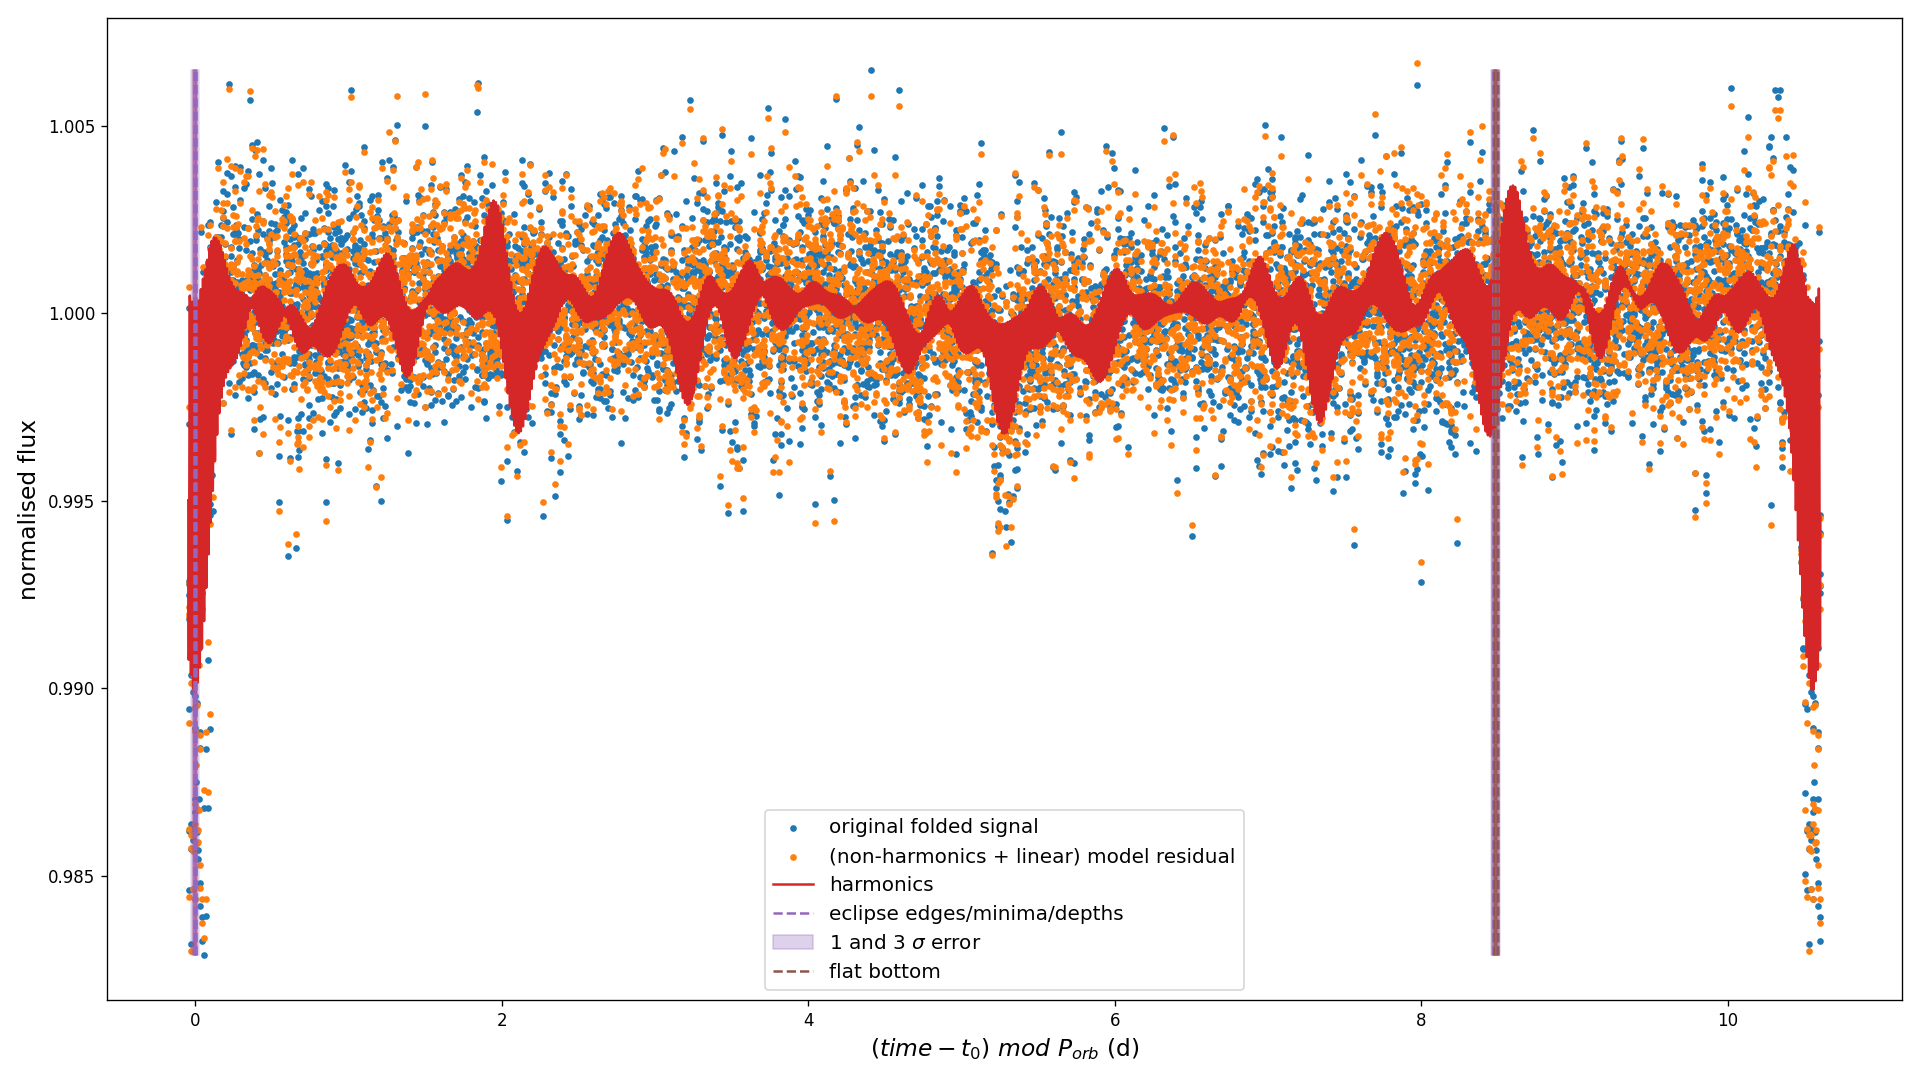 normalised flux
1.005
1.000
0.995
0.990
0.985
0
2
4
6
8
10
(time − t₀) mod Pₒᵣb (d)
original folded signal
(non-harmonics + linear) model residual
harmonics
eclipse edges/minima/depths
1 and 3 σ error
flat bottom